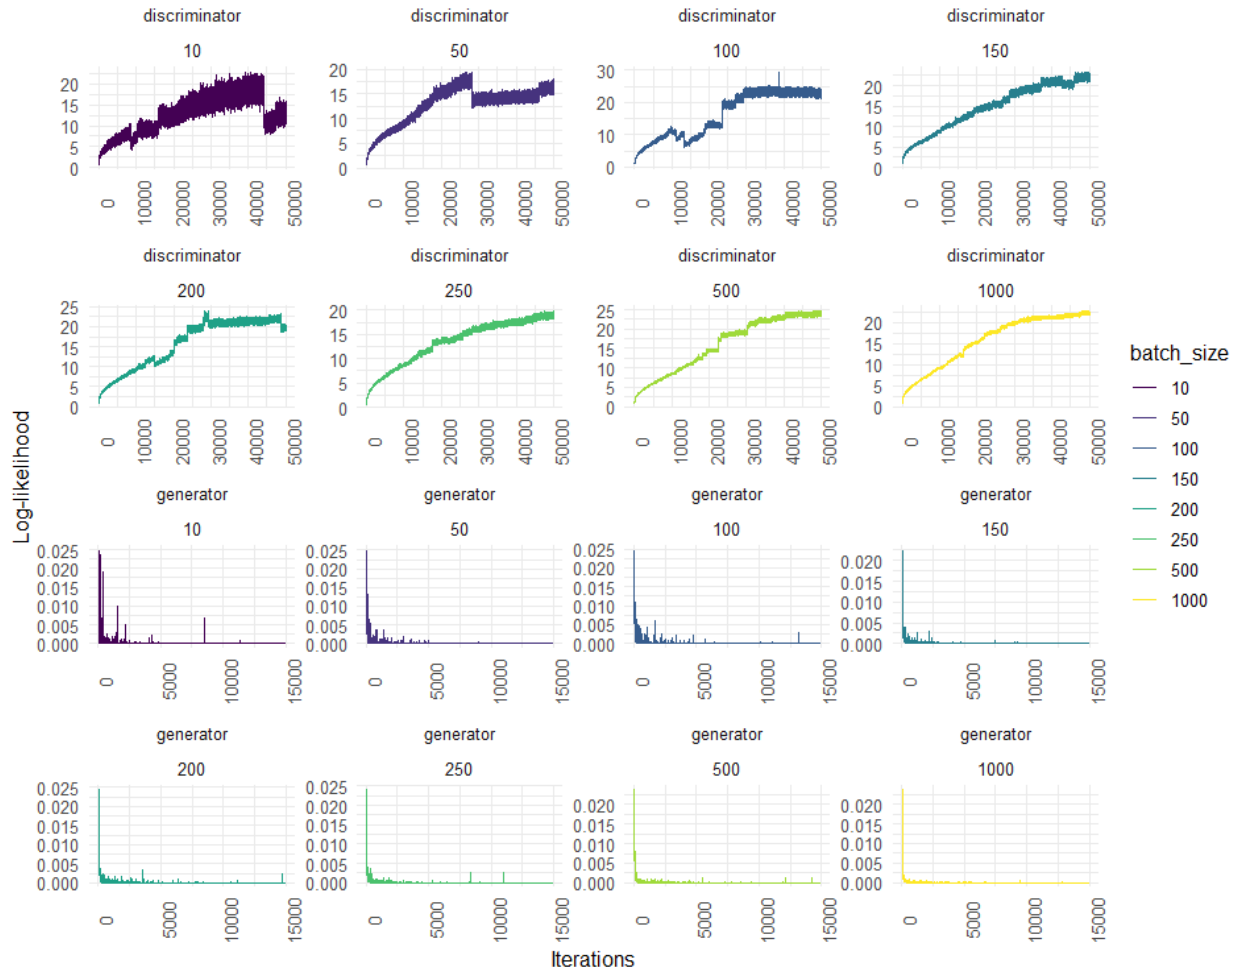 discriminator discriminator discriminator discriminator
10 50 100 150
20 20 30 25
15 15 20 20
10 10 10 15
5 5 0 10
0 0 5
0
0 10000 20000 30000 40000 50000 0 10000 20000 30000 40000 50000 0 10000 20000 30000 40000 50000 0 10000 20000 30000 40000 50000
discriminator discriminator discriminator discriminator
200 250 500 1000
25 20 25 20
20 15 20 15
15 10 15 10
10 5 10 5
5 0 5 0
0 0
0 10000 20000 30000 40000 50000 0 10000 20000 30000 40000 50000 0 10000 20000 30000 40000 50000 0 10000 20000 30000 40000 50000
generator generator generator generator
10 50 100 150
0.025 0.025 0.025 0.020
0.020 0.020 0.020 0.015
0.015 0.015 0.015 0.010
0.010 0.010 0.010 0.005
0.005 0.005 0.005 0.000
0.000 0.000 0.000
0 5000 10000 15000 0 5000 10000 15000 0 5000 10000 15000 0 5000 10000 15000
generator generator generator generator
200 250 500 1000
0.025 0.025 0.020 0.020
0.020 0.020 0.015 0.015
0.015 0.015 0.010 0.010
0.010 0.010 0.005 0.005
0.005 0.005 0.000 0.000
0.000 0.000
0 5000 10000 15000 0 5000 10000 15000 0 5000 10000 15000 0 5000 10000 15000
Log-likelihood
Iterations
batch_size
10
50
100
150
200
250
500
1000